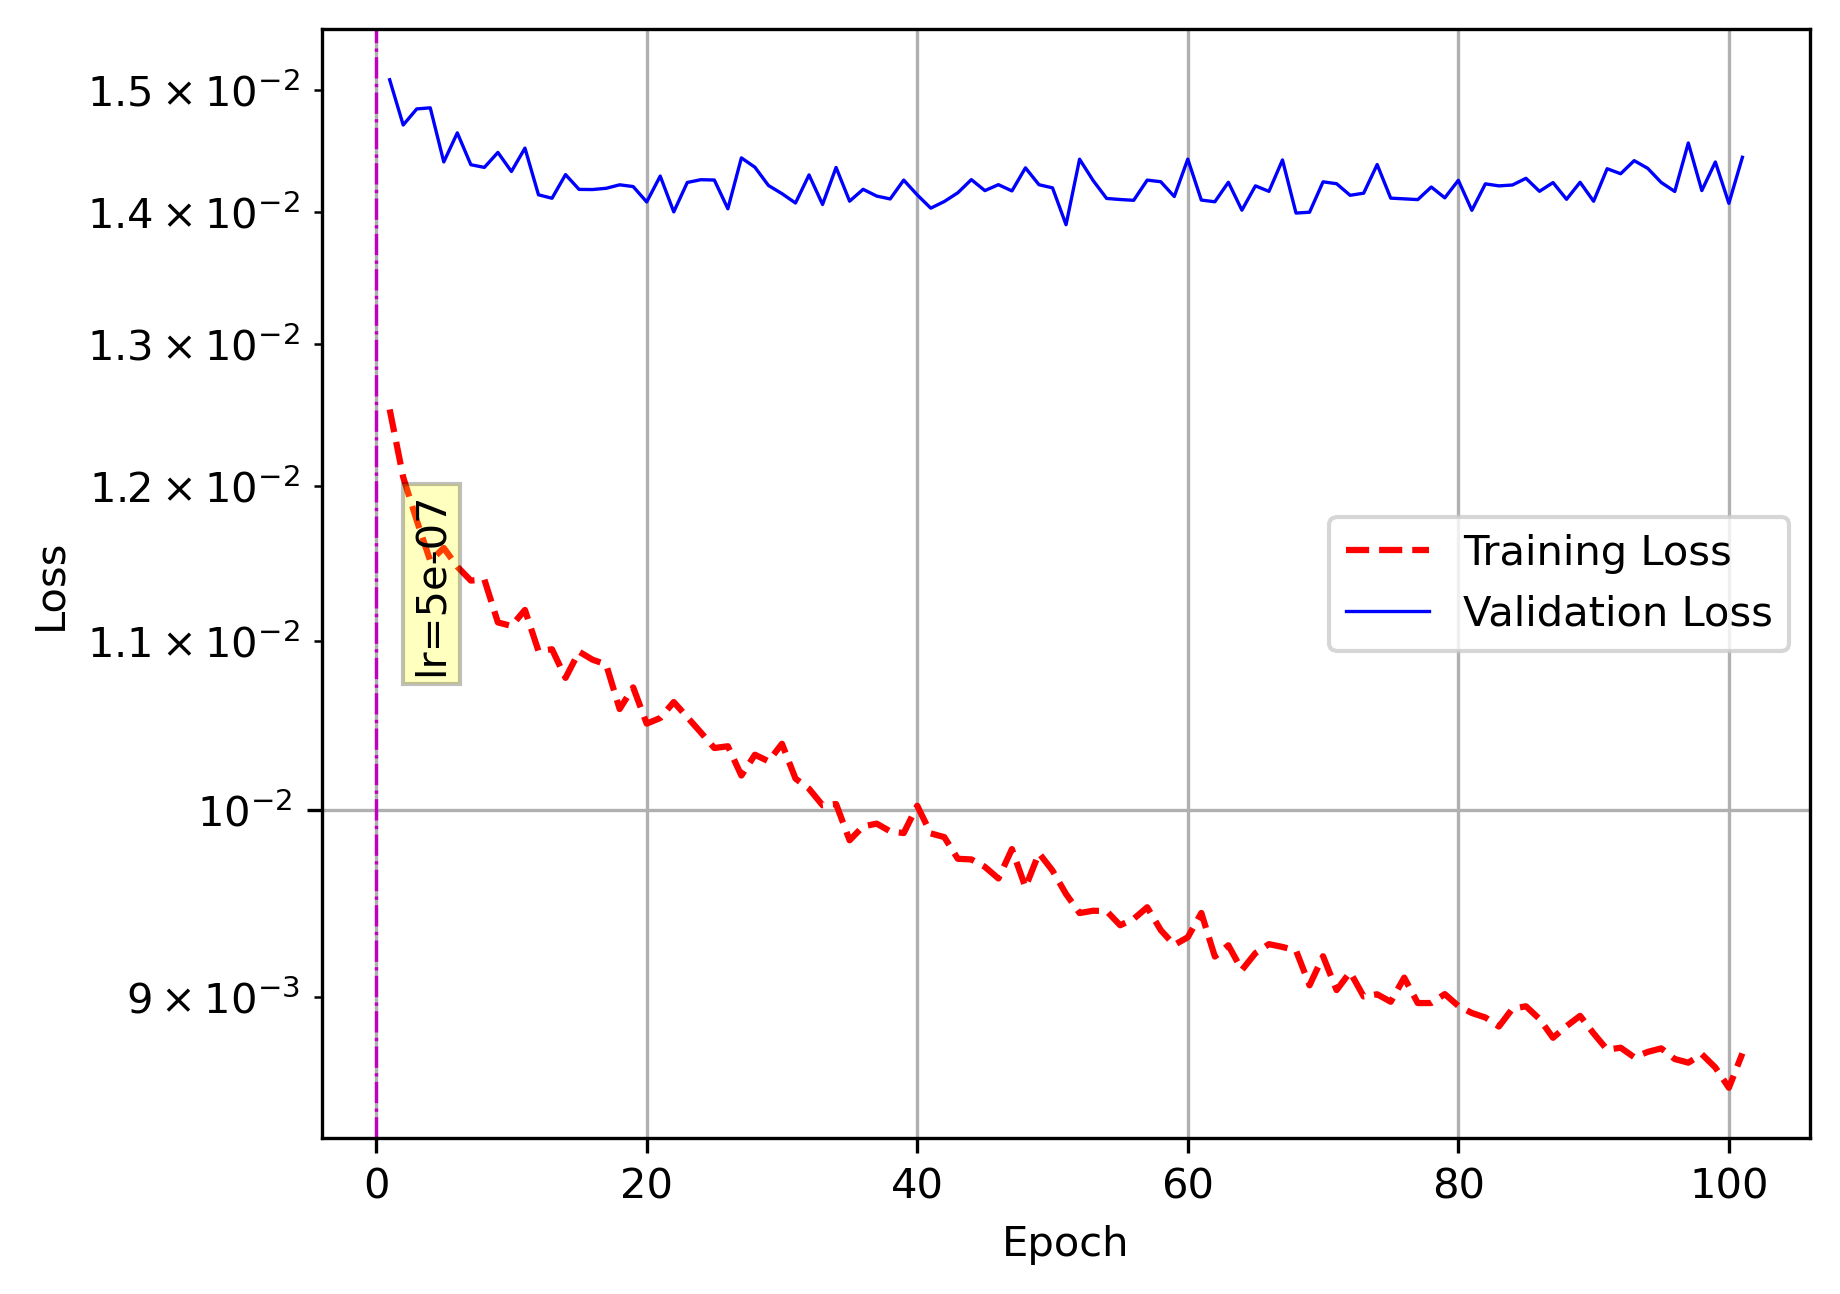 1.5 × 10⁻²
1.4 × 10⁻²
1.3 × 10⁻²
1.2 × 10⁻²
1.1 × 10⁻²
10⁻²
9 × 10⁻³
Loss
lr=5e-07
Training Loss
Validation Loss
0 20 40 60 80 100
Epoch